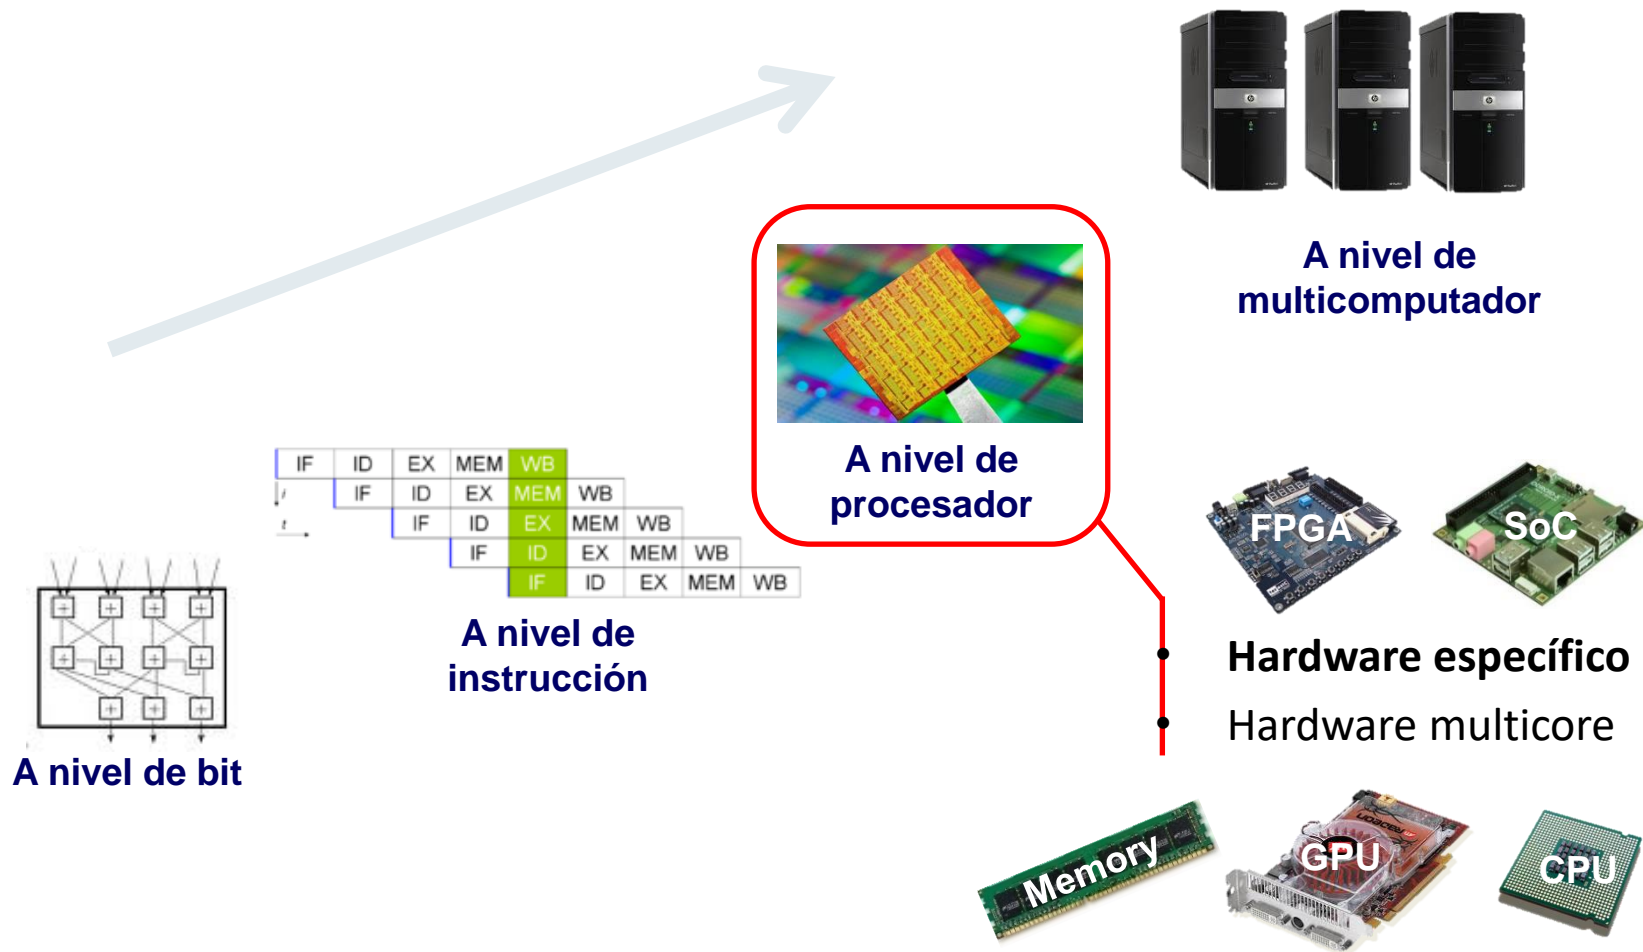 A nivel de
multicomputador
A nivel de
procesador
IF ID EX MEM WB
i IF ID EX MEM WB
t IF ID EX MEM WB
IF ID EX MEM WB
IF ID EX MEM WB
A nivel de
instrucción
+ + + +
+ + + +
+ + +
A nivel de bit
FPGA SoC
• Hardware específico
• Hardware multicore
Memory GPU CPU
RADEON